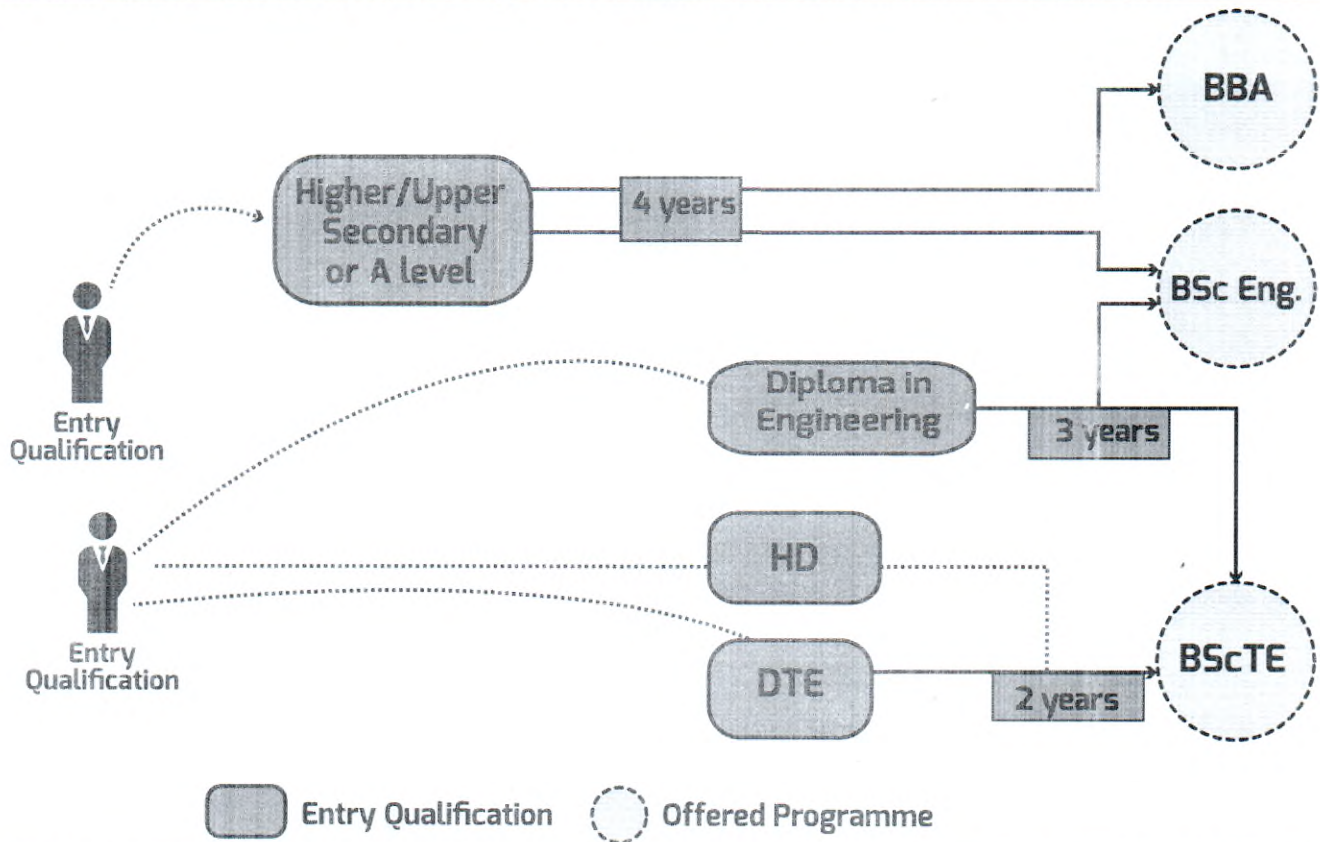 BBA
Higher/Upper
Secondary
or A level
4 years
BSc Eng.
Entry
Qualification
Diploma in
Engineering
3 years
HD
Entry
Qualification
DTE
2 years
BScTE
Entry Qualification
Offered Programme